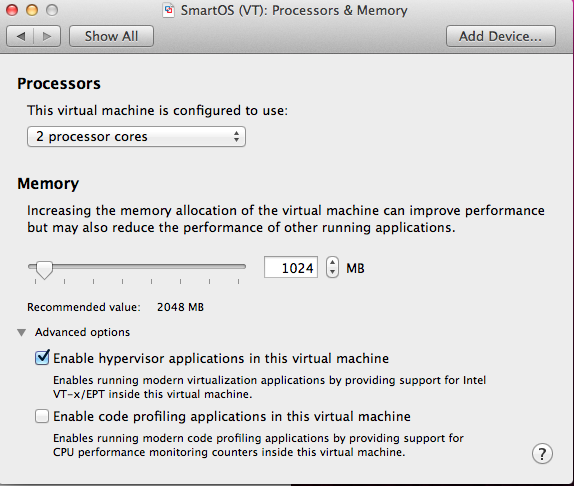 SmartOS (VT): Processors & Memory
Show All
Add Device...
Processors
This virtual machine is configured to use:
2 processor cores
Memory
Increasing the memory allocation of the virtual machine can improve performance
but may also reduce the performance of other running applications.
1024 MB
Recommended value: 2048 MB
Advanced options
Enable hypervisor applications in this virtual machine
Enables running modern virtualization applications by providing support for Intel
VT-x/EPT inside this virtual machine.
Enable code profiling applications in this virtual machine
Enables running modern code profiling applications by providing support for
CPU performance monitoring counters inside this virtual machine.
?